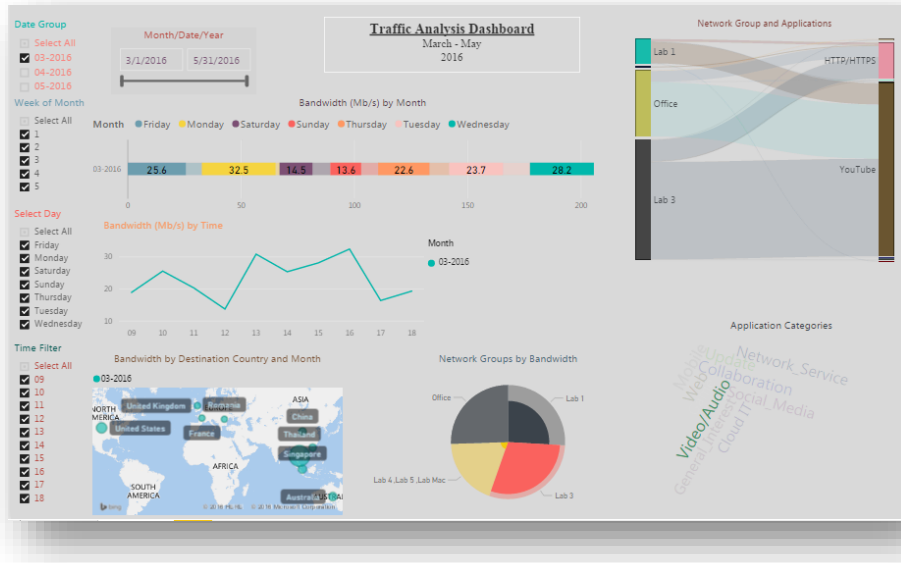 Date Group
Select All
03-2016
04-2016
05-2016
Week of Month
Select All
1
2
3
4
5
Select Day
Select All
Friday
Monday
Saturday
Sunday
Thursday
Tuesday
Wednesday
Time Filter
Select All
09
10
11
12
13
14
15
16
17
18
Month/Date/Year
3/1/2016 5/31/2016
Traffic Analysis Dashboard
March - May
2016
Bandwidth (Mb/s) by Month
Month Friday Monday Saturday Sunday Thursday Tuesday Wednesday
03-2016 25.6 32.5 14.5 13.6 22.6 23.7 28.2
0 50 100 150 200
Bandwidth (Mb/s) by Time
30
20
10
09 10 11 12 13 14 15 16 17 18
Month
03-2016
Bandwidth by Destination Country and Month
03-2016
NORTH
AMERICA
United Kingdom
Romania
ASIA
China
United States
France
Thailand
Singapore
AFRICA
SOUTH
AMERICA
Australia
bing
Network Groups by Bandwidth
Office
Lab 1
Lab 4 ,Lab 5 ,Lab Mac
Lab 3
Network Group and Applications
Lab 1
HTTP/HTTPS
Office
YouTube
Lab 3
Application Categories
Mobile
Update
Network_Service
Web
Collaboration
Social_Media
Video/Audio
General_Interest
Cloud_IT